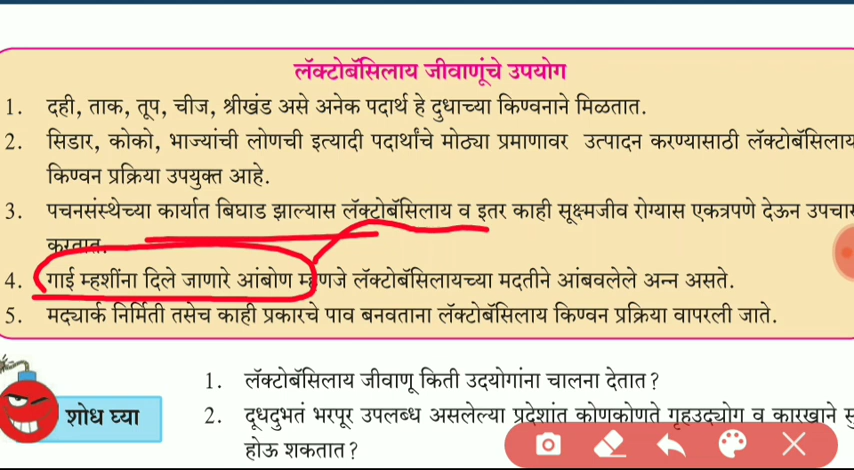 लॅक्टोबॅसिलाय जीवाणूंचे उपयोग
1. दही, ताक, तूप, चीज, श्रीखंड असे अनेक पदार्थ हे दुधाच्या किण्वनाने मिळतात.
2. सिडार, कोको, भाज्यांची लोणची इत्यादी पदार्थांचे मोठ्या प्रमाणावर उत्पादन करण्यासाठी लॅक्टोबॅसिलाय
किण्वन प्रक्रिया उपयुक्त आहे.
3. पचनसंस्थेच्या कार्यात बिघाड झाल्यास लॅक्टोबॅसिलाय व इतर काही सूक्ष्मजीव रोग्यास एकत्रपणे देऊन उपचार
करतात.
4. गाई म्हशींना दिले जाणारे आंबोण म्हणजे लॅक्टोबॅसिलायच्या मदतीने आंबवलेले अन्न असते.
5. मद्यार्क निर्मिती तसेच काही प्रकारचे पाव बनवताना लॅक्टोबॅसिलाय किण्वन प्रक्रिया वापरली जाते.
शोध घ्या
1. लॅक्टोबॅसिलाय जीवाणू किती उदयोगांना चालना देतात?
2. दूधदुभतं भरपूर उपलब्ध असलेल्या प्रदेशांत कोणकोणते गृहउद्योग व कारखाने
होऊ शकतात?